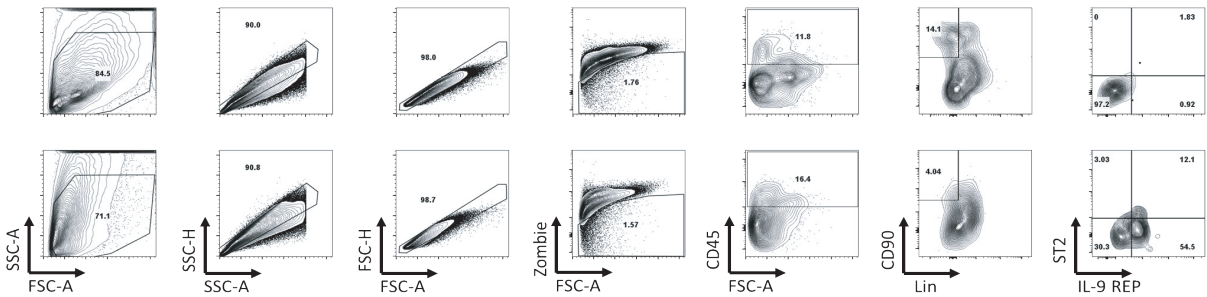 90.0
11.8
14.1
0
1.83
84.5
98.0
1.76
97.2
0.92
90.8
98.7
16.4
4.04
3.03
12.1
71.1
1.57
30.3
54.5
SSC-A
FSC-A
SSC-H
SSC-A
FSC-H
FSC-A
Zombie
FSC-A
CD45
FSC-A
CD90
Lin
ST2
IL-9 REP